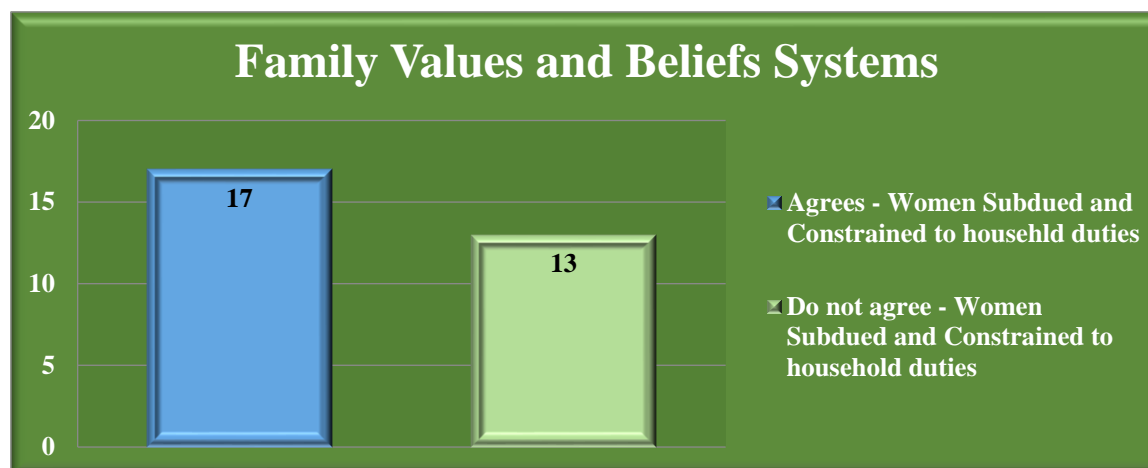 Family Values and Beliefs Systems
20
15
10
5
0
17
13
Agrees - Women Subdued and
Constrained to househld duties
Do not agree - Women
Subdued and Constrained to
household duties